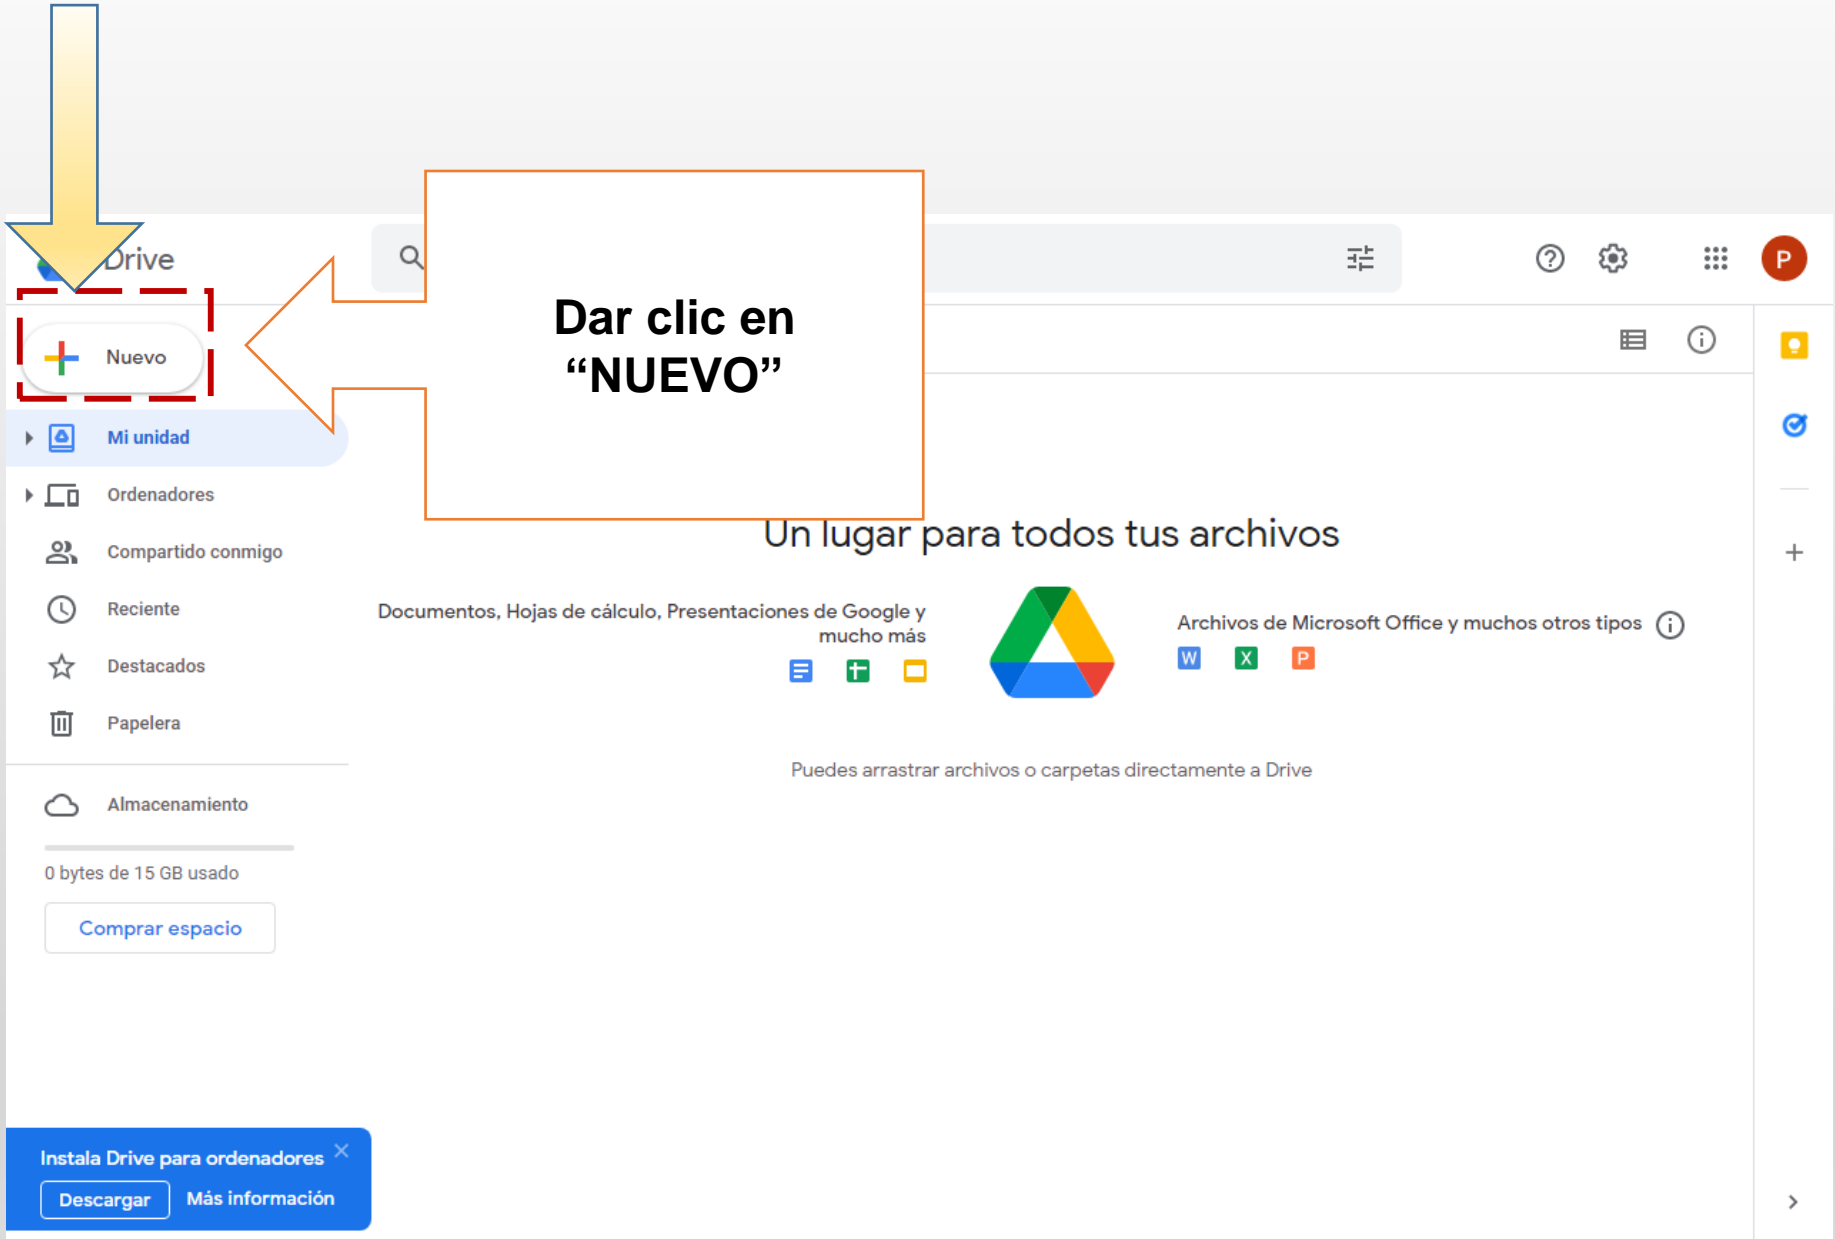 Drive
Dar clic en
“NUEVO”
P
Nuevo
Mi unidad
Ordenadores
Compartido conmigo
Reciente
Destacados
Papelera
Almacenamiento
0 bytes de 15 GB usado
Comprar espacio
Un lugar para todos tus archivos
Documentos, Hojas de cálculo, Presentaciones de Google y
mucho más
Archivos de Microsoft Office y muchos otros tipos
W X P
Puedes arrastrar archivos o carpetas directamente a Drive
Instala Drive para ordenadores
Descargar Más información